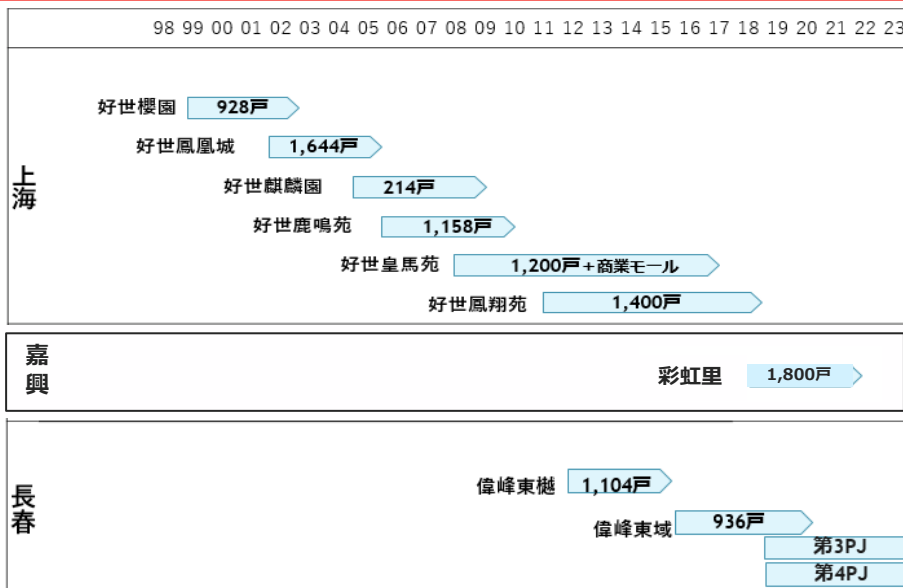 98 99 00 01 02 03 04 05 06 07 08 09 10 11 12 13 14 15 16 17 18 19 20 21 22 23
上海
好世櫻園 928戸
好世鳳凰城 1,644戸
好世麒麟園 214戸
好世鹿鳴苑 1,158戸
好世皇馬苑 1,200戸+商業モール
好世鳳翔苑 1,400戸
嘉興
彩虹里 1,800戸
長春
偉峰東樾 1,104戸
偉峰東域 936戸
第3PJ
第4PJ